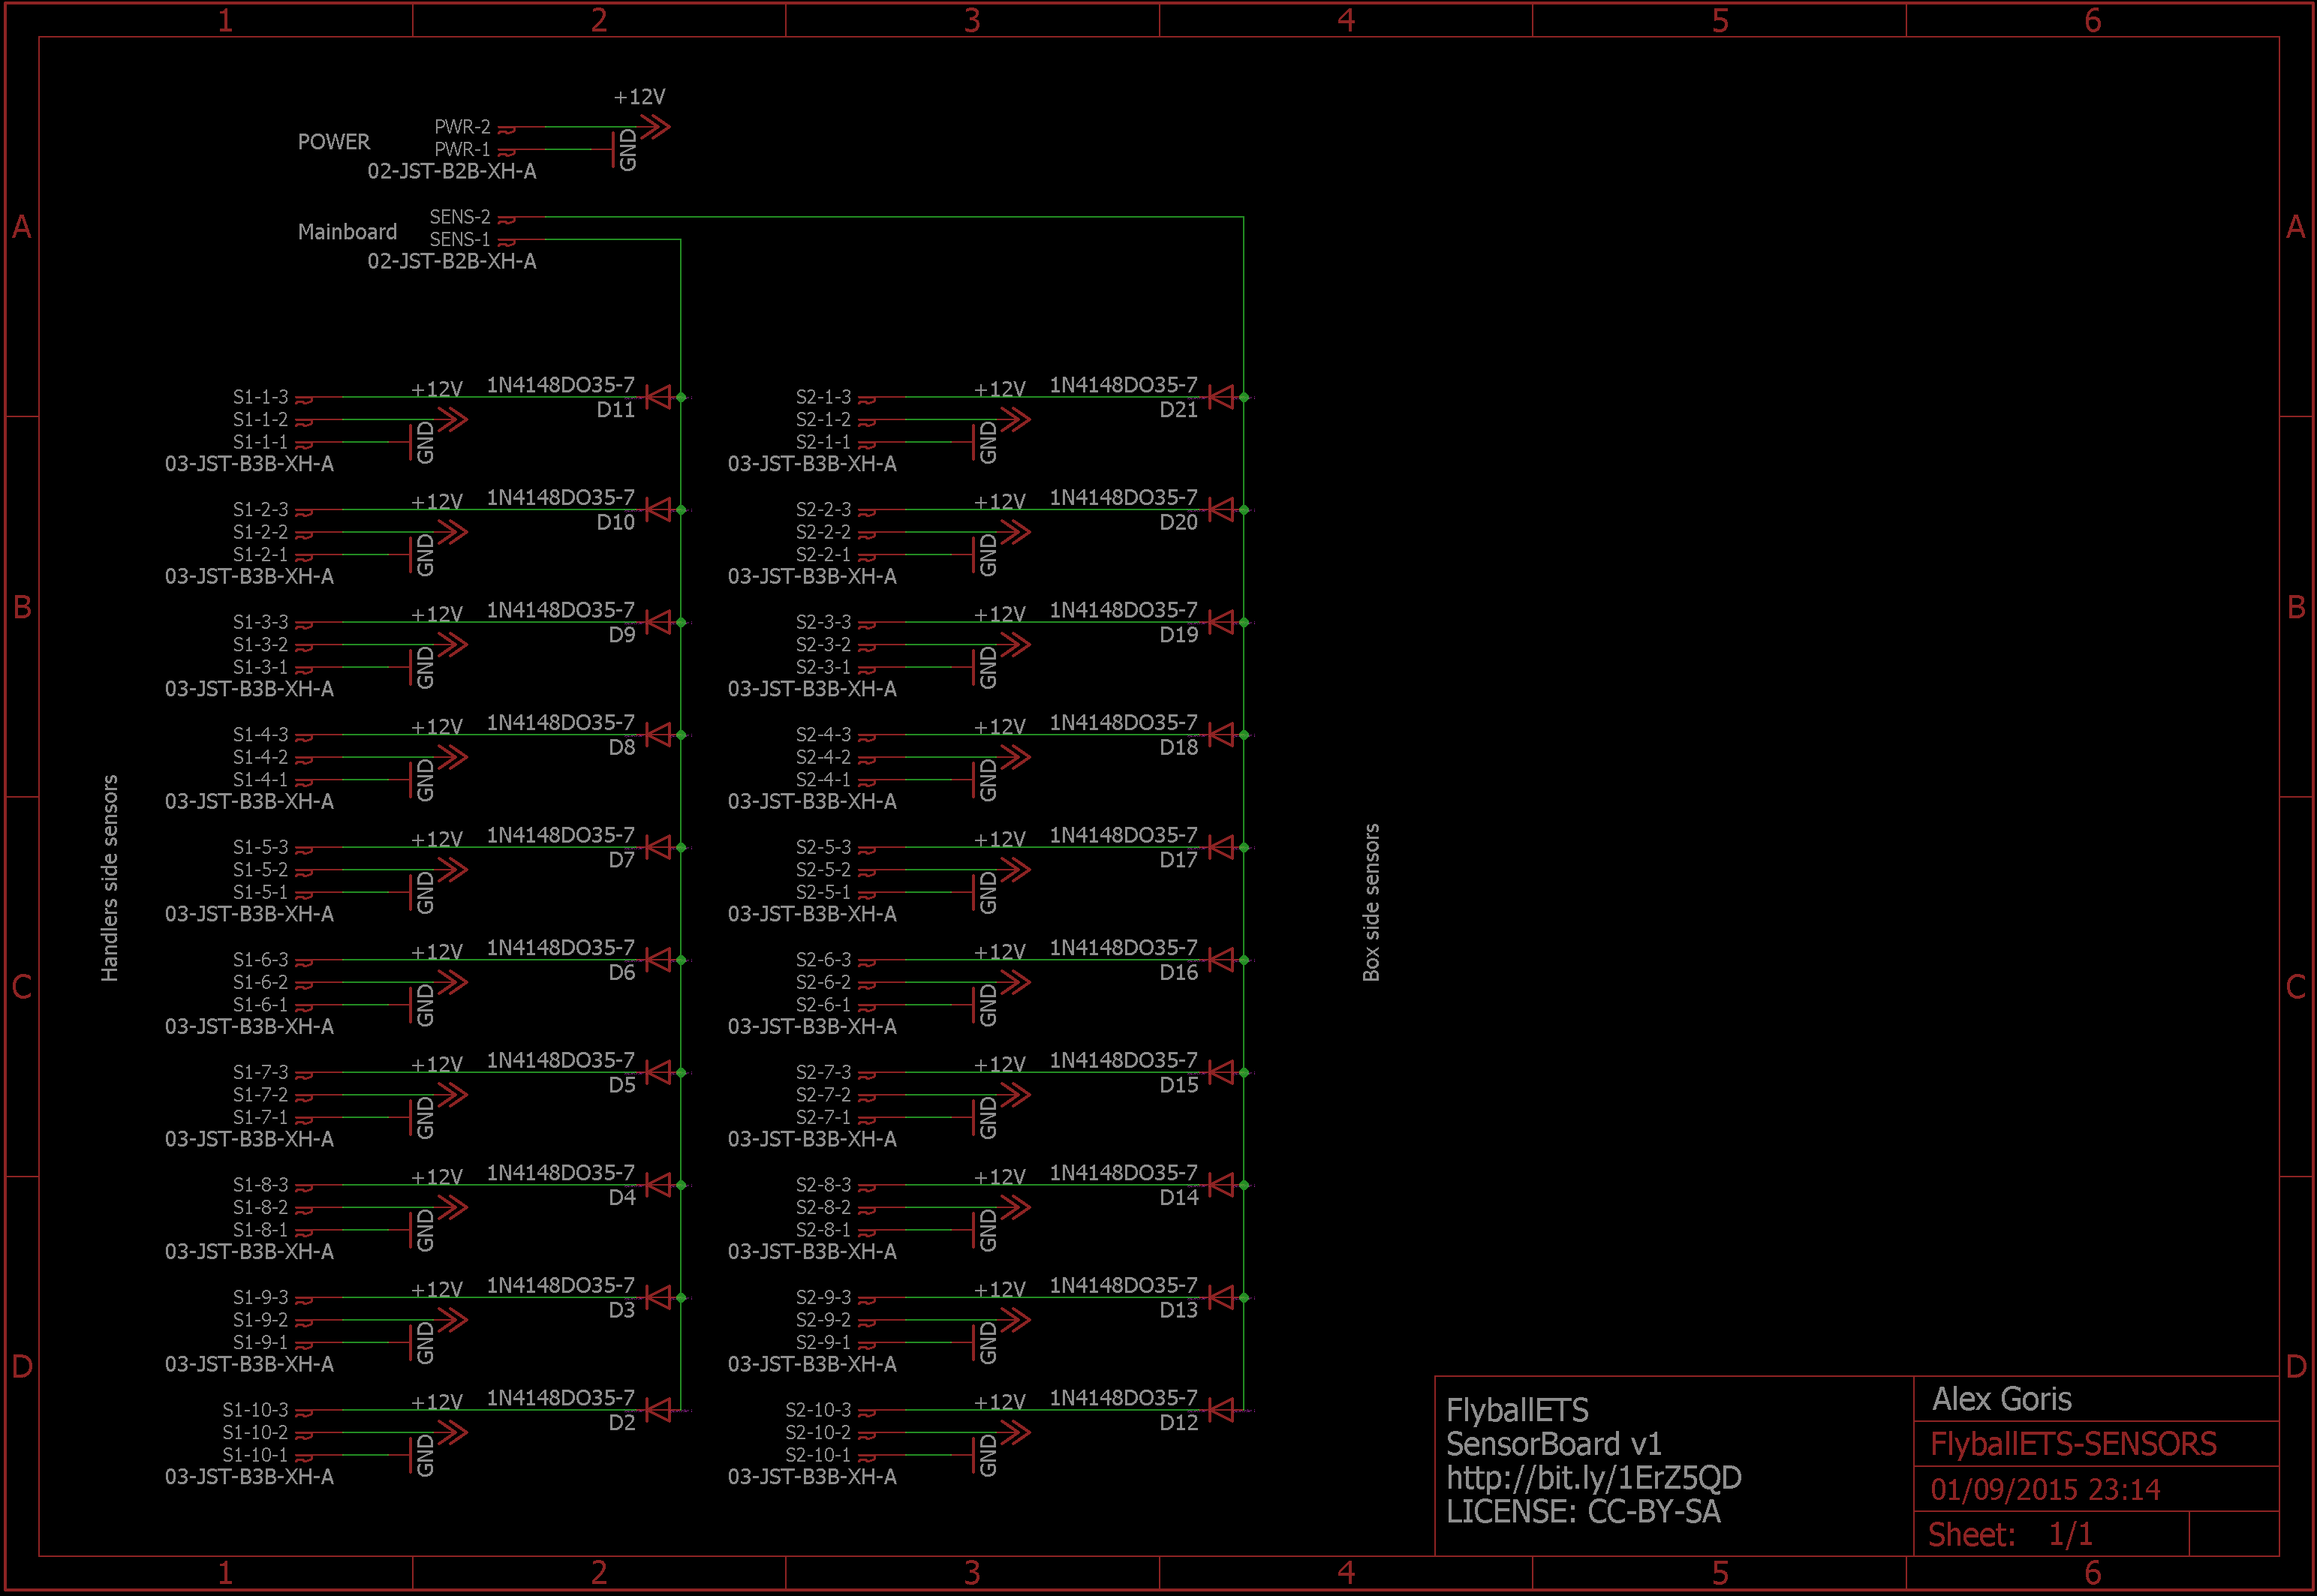 1 2 3 4 5 6
+12V
POWER
PWR-2
PWR-1
GND
02-JST-B2B-XH-A
A A
Mainboard
SENS-2
SENS-1
02-JST-B2B-XH-A
S1-1-3 +12V 1N4148DO35-7
S1-1-2 D11
S1-1-1 GND
03-JST-B3B-XH-A
S2-1-3 +12V 1N4148DO35-7
S2-1-2 D21
S2-1-1 GND
03-JST-B3B-XH-A
S1-2-3 +12V 1N4148DO35-7
S1-2-2 D10
S1-2-1 GND
03-JST-B3B-XH-A
S2-2-3 +12V 1N4148DO35-7
S2-2-2 D20
S2-2-1 GND
03-JST-B3B-XH-A
B B
S1-3-3 +12V 1N4148DO35-7
S1-3-2 D9
S1-3-1 GND
03-JST-B3B-XH-A
S2-3-3 +12V 1N4148DO35-7
S2-3-2 D19
S2-3-1 GND
03-JST-B3B-XH-A
S1-4-3 +12V 1N4148DO35-7
S1-4-2 D8
S1-4-1 GND
03-JST-B3B-XH-A
S2-4-3 +12V 1N4148DO35-7
S2-4-2 D18
S2-4-1 GND
03-JST-B3B-XH-A
Handlers side sensors
Box side sensors
S1-5-3 +12V 1N4148DO35-7
S1-5-2 D7
S1-5-1 GND
03-JST-B3B-XH-A
S2-5-3 +12V 1N4148DO35-7
S2-5-2 D17
S2-5-1 GND
03-JST-B3B-XH-A
C C
S1-6-3 +12V 1N4148DO35-7
S1-6-2 D6
S1-6-1 GND
03-JST-B3B-XH-A
S2-6-3 +12V 1N4148DO35-7
S2-6-2 D16
S2-6-1 GND
03-JST-B3B-XH-A
S1-7-3 +12V 1N4148DO35-7
S1-7-2 D5
S1-7-1 GND
03-JST-B3B-XH-A
S2-7-3 +12V 1N4148DO35-7
S2-7-2 D15
S2-7-1 GND
03-JST-B3B-XH-A
S1-8-3 +12V 1N4148DO35-7
S1-8-2 D4
S1-8-1 GND
03-JST-B3B-XH-A
S2-8-3 +12V 1N4148DO35-7
S2-8-2 D14
S2-8-1 GND
03-JST-B3B-XH-A
S1-9-3 +12V 1N4148DO35-7
S1-9-2 D3
S1-9-1 GND
03-JST-B3B-XH-A
S2-9-3 +12V 1N4148DO35-7
S2-9-2 D13
S2-9-1 GND
03-JST-B3B-XH-A
D D
S1-10-3 +12V 1N4148DO35-7
S1-10-2 D2
S1-10-1 GND
03-JST-B3B-XH-A
S2-10-3 +12V 1N4148DO35-7
S2-10-2 D12
S2-10-1 GND
03-JST-B3B-XH-A
FlyballETS
SensorBoard v1
http://bit.ly/1ErZ5QD
LICENSE: CC-BY-SA
Alex Goris
FlyballETS-SENSORS
01/09/2015 23:14
Sheet: 1/1
1 2 3 4 5 6